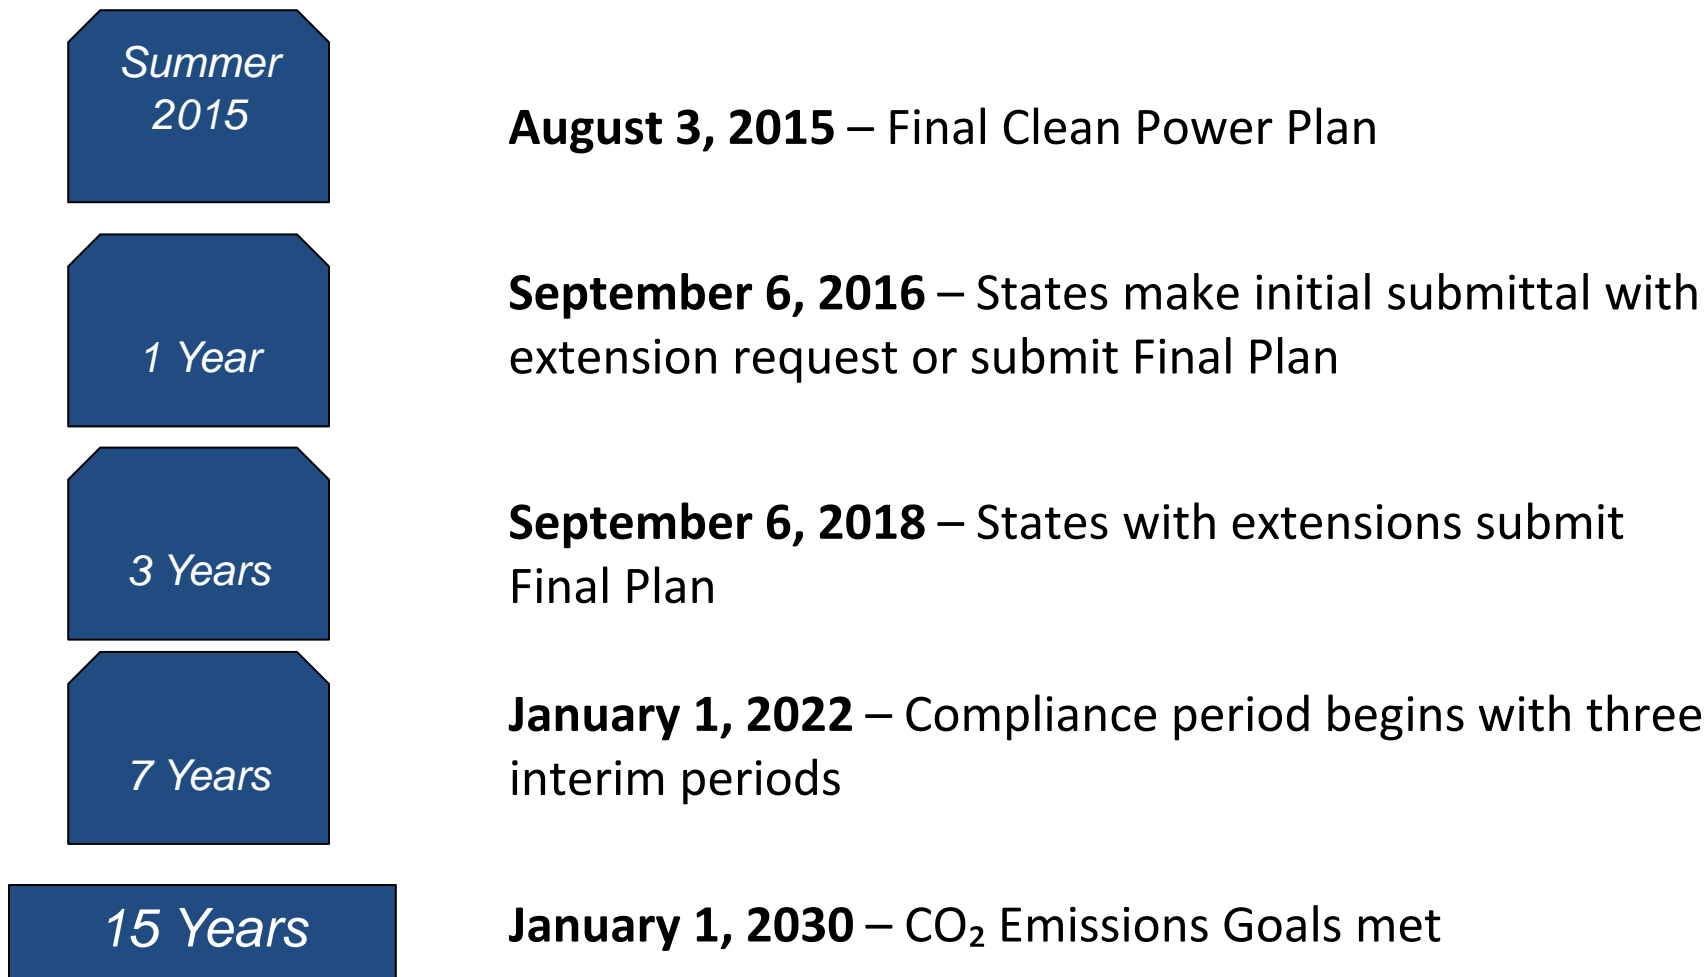 Summer
2015
August 3, 2015 – Final Clean Power Plan
1 Year
September 6, 2016 – States make initial submittal with
extension request or submit Final Plan
3 Years
September 6, 2018 – States with extensions submit
Final Plan
7 Years
January 1, 2022 – Compliance period begins with three
interim periods
15 Years
January 1, 2030 – CO₂ Emissions Goals met